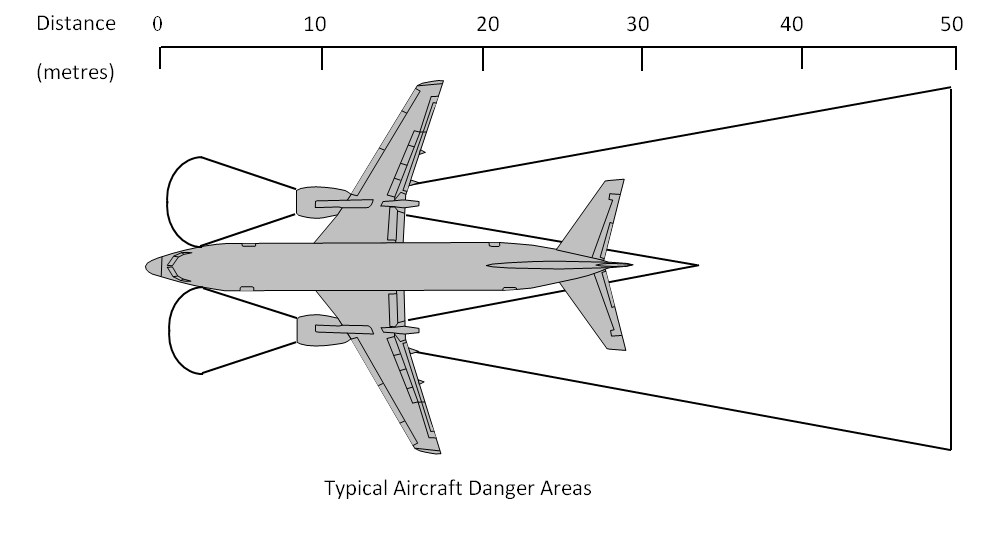 Distance 0 10 20 30 40 50
(metres)
Typical Aircraft Danger Areas